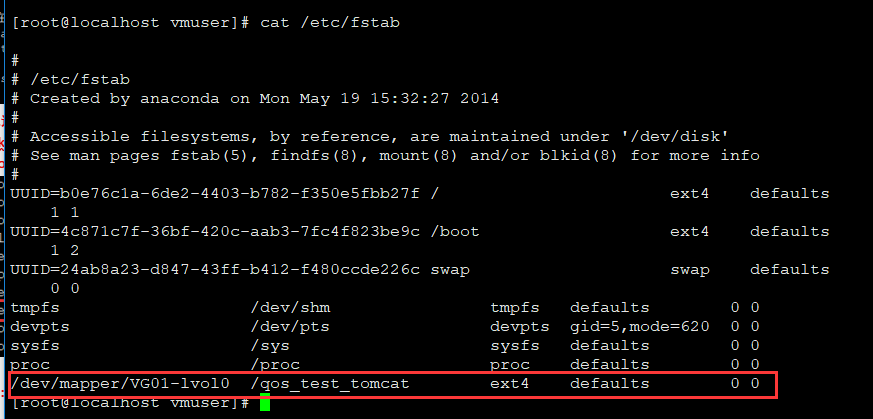 [root@localhost vmuser]# cat /etc/fstab
#
# /etc/fstab
# Created by anaconda on Mon May 19 15:32:27 2014
#
# Accessible filesystems, by reference, are maintained under '/dev/disk'
# See man pages fstab(5), findfs(8), mount(8) and/or blkid(8) for more info
#
UUID=b0e76c1a-6de2-4403-b782-f350e5fbb27f /                       ext4    defaults
    1 1
UUID=4c871c7f-36bf-420c-aab3-7fc4f823be9c /boot                   ext4    defaults
    1 2
UUID=24ab8a23-d847-43ff-b412-f480ccde226c swap                    swap    defaults
    0 0
tmpfs                   /dev/shm                tmpfs   defaults        0 0
devpts                  /dev/pts                devpts  gid=5,mode=620  0 0
sysfs                   /sys                    sysfs   defaults        0 0
proc                    /proc                   proc    defaults        0 0
/dev/mapper/VG01-lvol0  /qos_test_tomcat        ext4    defaults        0 0
[root@localhost vmuser]#